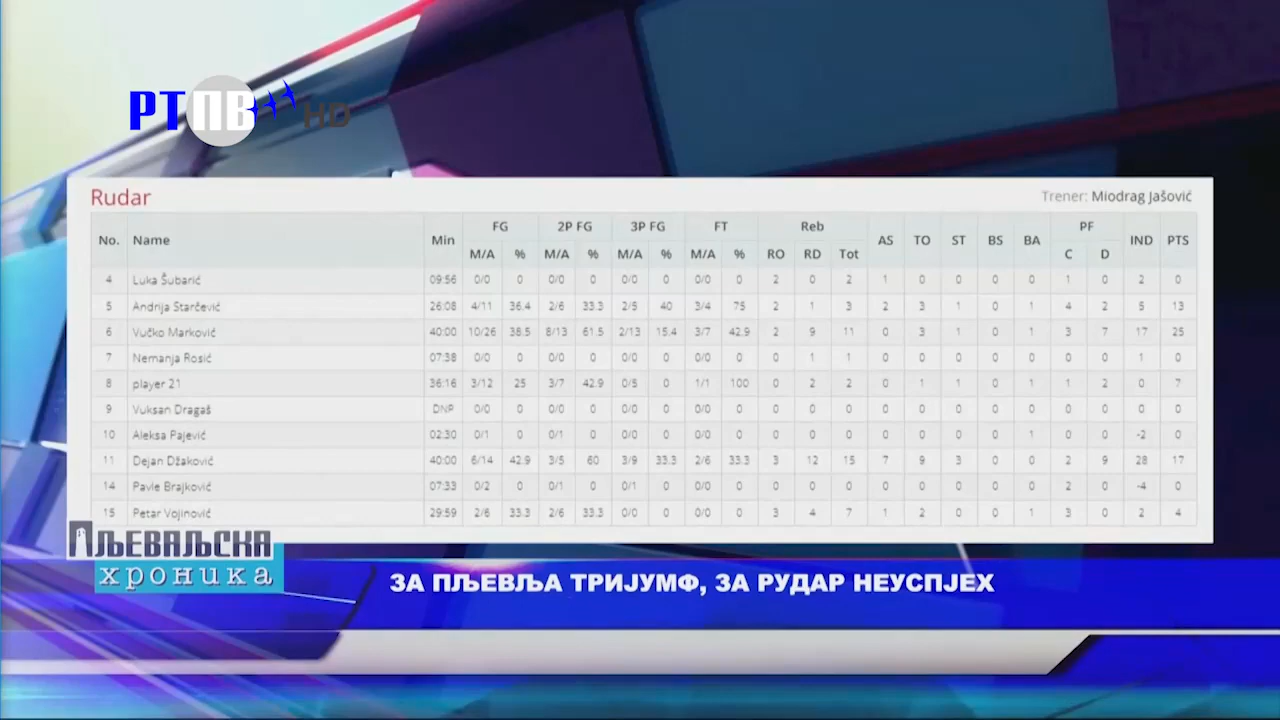 РТПВ HD
Rudar Trener: Miodrag Jašović
No. Name Min FG 2P FG 3P FG FT Reb AS TO ST BS BA PF IND PTS
M/A % M/A % M/A % M/A % RO RD Tot C D
4 Luka Šubarić 09:56 0/0 0 0/0 0 0/0 0 0/0 0 2 0 2 1 0 0 0 0 1 0 2 0
5 Andrija Starčević 26:08 4/11 36.4 2/6 33.3 2/5 40 3/4 75 2 1 3 2 3 1 0 1 4 2 5 13
6 Vučko Marković 40:00 10/26 38.5 8/13 61.5 2/13 15.4 3/7 42.9 2 9 11 0 3 1 0 1 3 7 17 25
7 Nemanja Rosić 07:38 0/0 0 0/0 0 0/0 0 0/0 0 0 1 1 0 0 0 0 0 0 0 1 0
8 player 21 36:16 3/12 25 3/7 42.9 0/5 0 1/1 100 0 2 2 0 1 1 0 1 1 2 0 7
9 Vuksan Dragaš DNP 0/0 0 0/0 0 0/0 0 0/0 0 0 0 0 0 0 0 0 0 0 0 0 0
10 Aleksa Pajević 02:30 0/1 0 0/1 0 0/0 0 0/0 0 0 0 0 0 0 0 0 1 0 0 -2 0
11 Dejan Džaković 40:00 6/14 42.9 3/5 60 3/9 33.3 2/6 33.3 3 12 15 7 9 3 0 0 2 9 28 17
14 Pavle Brajković 07:33 0/2 0 0/1 0 0/1 0 0/0 0 0 0 0 0 0 0 0 0 2 0 -4 0
15 Petar Vojinović 29:59 2/6 33.3 2/6 33.3 0/0 0 0/0 0 3 4 7 1 2 0 0 1 3 0 2 4
Пљеваљска
хроника
ЗА ПЉЕВЉА ТРИЈУМФ, ЗА РУДАР НЕУСПЈЕХ